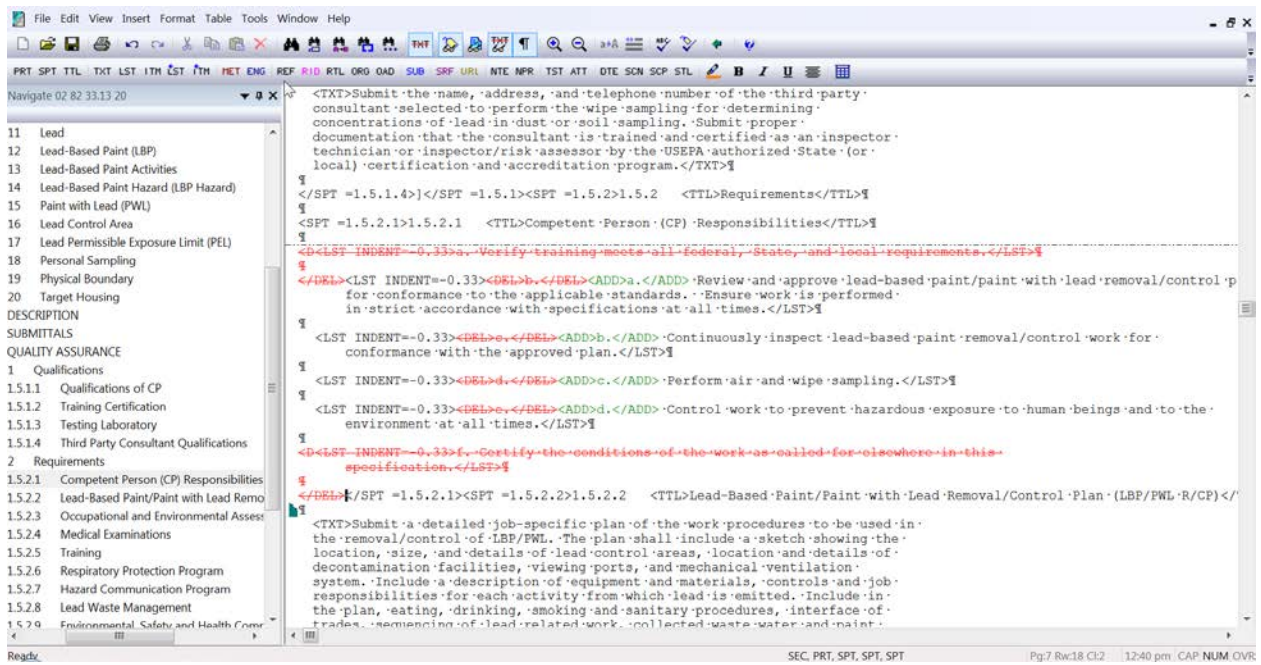 File Edit View Insert Format Table Tools Window Help
PRT SPT TTL TXT LST ITM LST ITM MET ENG REF RID RTL ORG OAD SUB SRF URL NTE NPR TST ATT DTE SCN SCP STL B I U
Navigate 02 82 33.13 20
11 Lead
12 Lead-Based Paint (LBP)
13 Lead-Based Paint Activities
14 Lead-Based Paint Hazard (LBP Hazard)
15 Paint with Lead (PWL)
16 Lead Control Area
17 Lead Permissible Exposure Limit (PEL)
18 Personal Sampling
19 Physical Boundary
20 Target Housing
DESCRIPTION
SUBMITTALS
QUALITY ASSURANCE
1 Qualifications
1.5.1.1 Qualifications of CP
1.5.1.2 Training Certification
1.5.1.3 Testing Laboratory
1.5.1.4 Third Party Consultant Qualifications
2 Requirements
1.5.2.1 Competent Person (CP) Responsibilities
1.5.2.2 Lead-Based Paint/Paint with Lead Remo
1.5.2.3 Occupational and Environmental Assess
1.5.2.4 Medical Examinations
1.5.2.5 Training
1.5.2.6 Respiratory Protection Program
1.5.2.7 Hazard Communication Program
1.5.2.8 Lead Waste Management
1.5.2.9 Environmental, Safety and Health Comp
<TXT>Submit·the·name,·address,·and·telephone·number·of·the·third·party·
consultant·selected·to·perform·the·wipe·sampling·for·determining·
concentrations·of·lead·in·dust·or·soil·sampling.·Submit·proper·
documentation·that·the·consultant·is·trained·and·certified·as·an·inspector·
technician·or·inspector/risk·assessor·by·the·USEPA·authorized·State·(or·
local)·certification·and·accreditation·program.</TXT>¶
¶
</SPT =1.5.1.4>]</SPT =1.5.1><SPT =1.5.2>1.5.2 <TTL>Requirements</TTL>¶
¶
<SPT =1.5.2.1>1.5.2.1 <TTL>Competent·Person·(CP)·Responsibilities</TTL>¶
¶
<D<LST INDENT=-0.33>a.·Verify·training·meets·all·federal,·State,·and·local·requirements.</LST>¶
¶
</DEL><LST INDENT=-0.33><DEL>b.</DEL><ADD>a.</ADD>·Review·and·approve·lead-based·paint/paint·with·lead·removal/control·p
for·conformance·to·the·applicable·standards.··Ensure·work·is·performed·
in·strict·accordance·with·specifications·at·all·times.</LST>¶
¶
<LST INDENT=-0.33><DEL>c.</DEL><ADD>b.</ADD>·Continuously·inspect·lead-based·paint·removal/control·work·for·
conformance·with·the·approved·plan.</LST>¶
¶
<LST INDENT=-0.33><DEL>d.</DEL><ADD>c.</ADD>·Perform·air·and·wipe·sampling.</LST>¶
¶
<LST INDENT=-0.33><DEL>e.</DEL><ADD>d.</ADD>·Control·work·to·prevent·hazardous·exposure·to·human·beings·and·to·the·
environment·at·all·times.</LST>¶
¶
<D<LST INDENT=-0.33>f.·Certify·the·conditions·of·the·work·as·called·for·elsewhere·in·this·
specification.</LST>¶
¶
</DEL></SPT =1.5.2.1><SPT =1.5.2.2>1.5.2.2 <TTL>Lead-Based·Paint/Paint·with·Lead·Removal/Control·Plan·(LBP/PWL·R/CP)</
¶
<TXT>Submit·a·detailed·job-specific·plan·of·the·work·procedures·to·be·used·in·
the·removal/control·of·LBP/PWL.·The·plan·shall·include·a·sketch·showing·the·
location,·size,·and·details·of·lead·control·areas,·location·and·details·of·
decontamination·facilities,·viewing·ports,·and·mechanical·ventilation·
system.·Include·a·description·of·equipment·and·materials,·controls·and·job·
responsibilities·for·each·activity·from·which·lead·is·emitted.·Include·in·
the·plan,·eating,·drinking,·smoking·and·sanitary·procedures,·interface·of·
trades,·sequencing·of·lead·related·work,·collected·waste·water·and·paint·
Ready
SEC, PRT, SPT, SPT, SPT
Pg:7 Rw:18 Cl:2 12:40 pm CAP NUM OVR